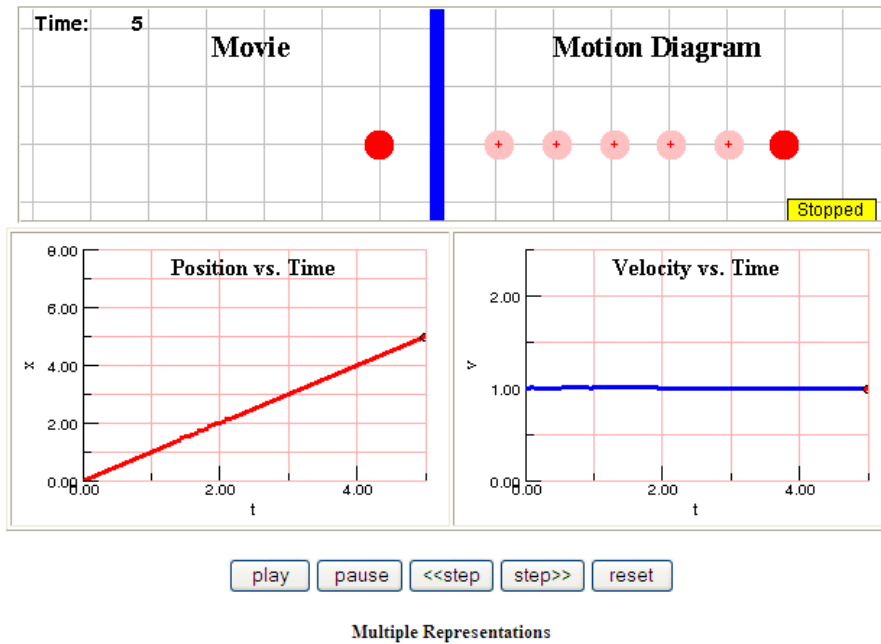 Time: 5
Movie
Motion Diagram
Stopped
Position vs. Time
8.00
6.00
4.00
2.00
0.00
x
0.00 2.00 4.00
t
Velocity vs. Time
2.00
1.00
0.00
v
0.00 2.00 4.00
t
play pause <<step step>> reset
Multiple Representations